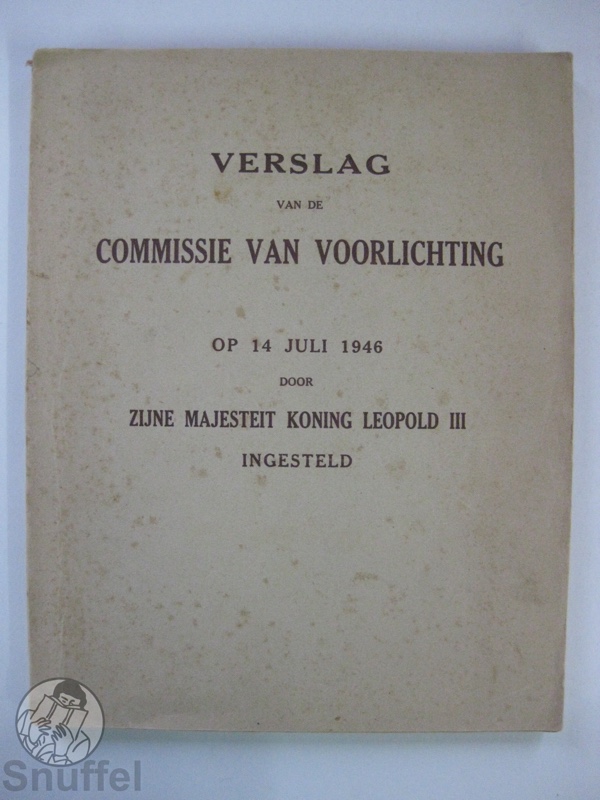 VERSLAG
VAN DE
COMMISSIE VAN VOORLICHTING
OP 14 JULI 1946
DOOR
ZIJNE MAJESTEIT KONING LEOPOLD III
INGESTELD
Snuffel